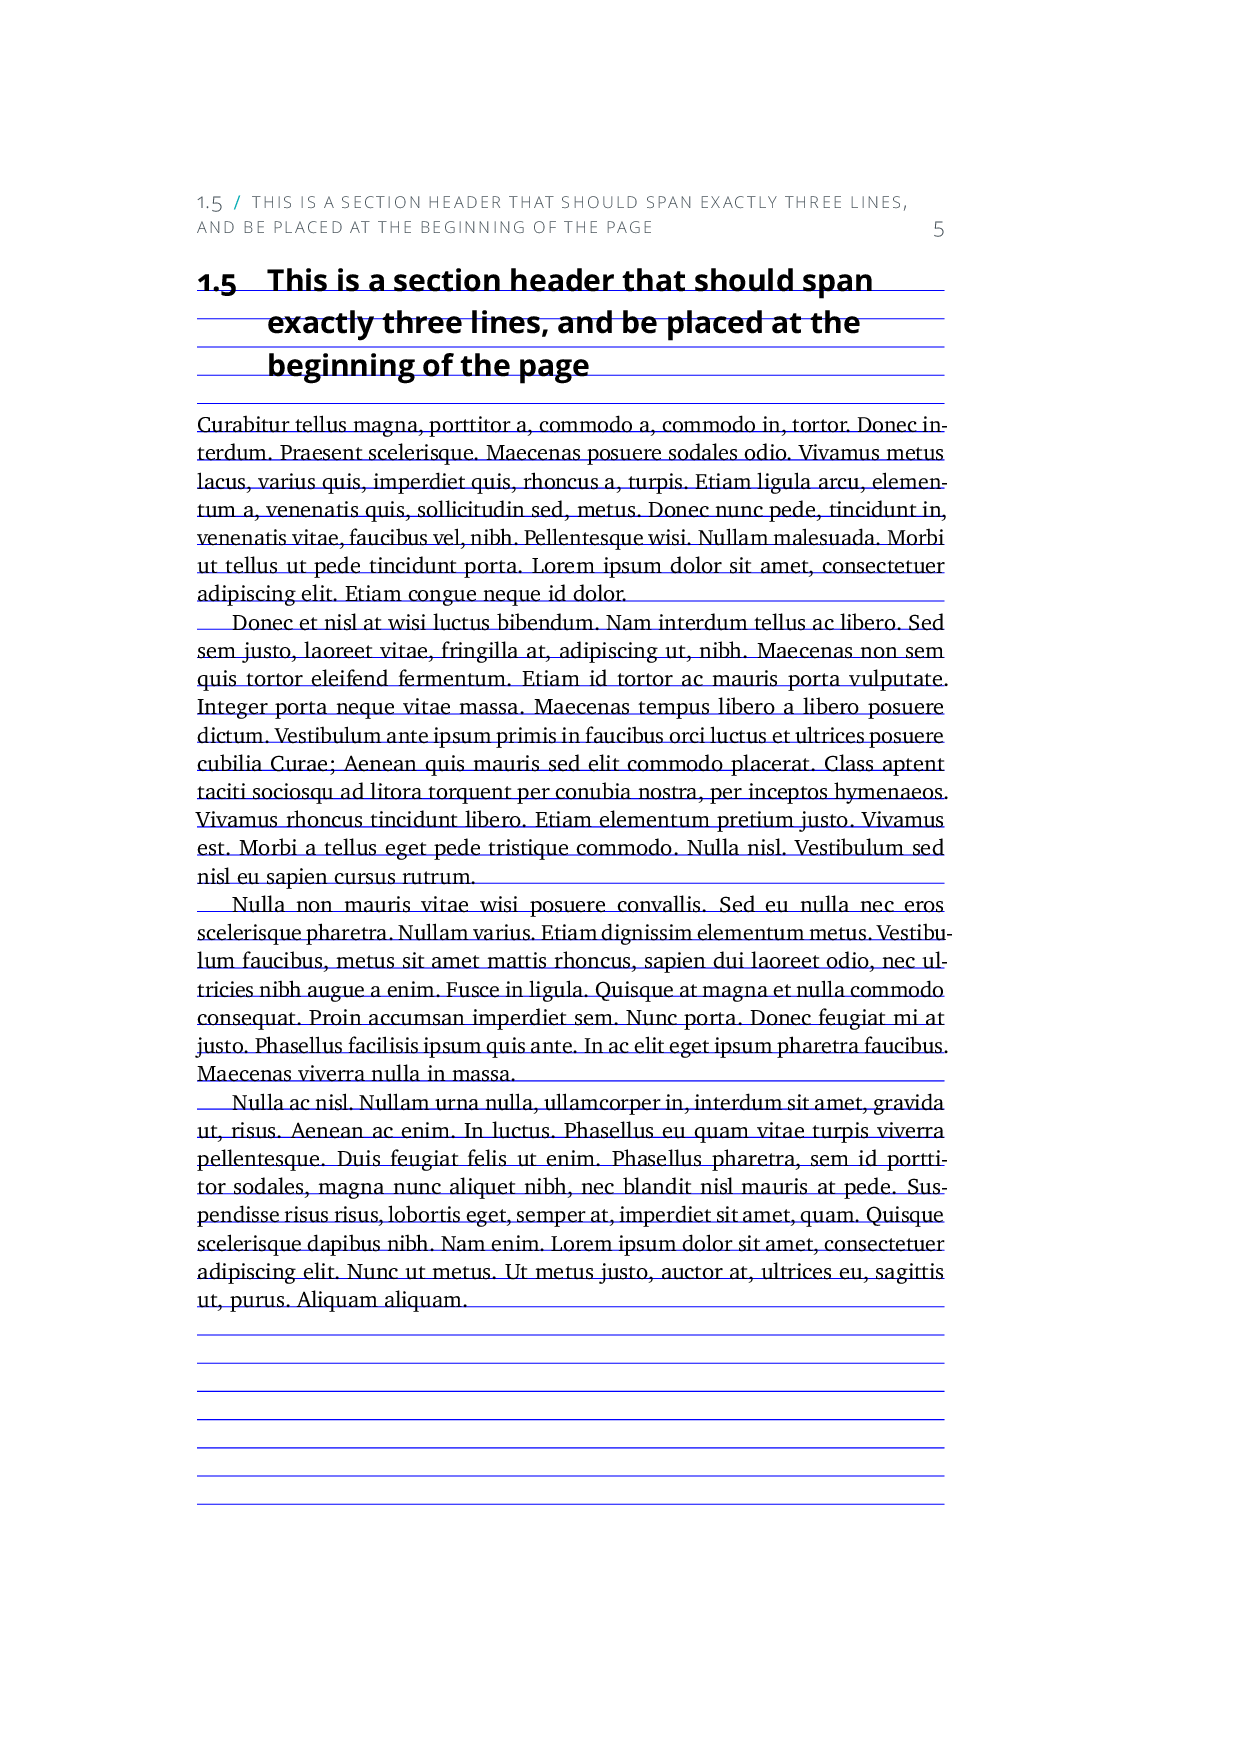 1.5 / THIS IS A SECTION HEADER THAT SHOULD SPAN EXACTLY THREE LINES,
AND BE PLACED AT THE BEGINNING OF THE PAGE 5
1.5 This is a section header that should span
exactly three lines, and be placed at the
beginning of the page
Curabitur tellus magna, porttitor a, commodo a, commodo in, tortor. Donec in-
terdum. Praesent scelerisque. Maecenas posuere sodales odio. Vivamus metus
lacus, varius quis, imperdiet quis, rhoncus a, turpis. Etiam ligula arcu, elemen-
tum a, venenatis quis, sollicitudin sed, metus. Donec nunc pede, tincidunt in,
venenatis vitae, faucibus vel, nibh. Pellentesque wisi. Nullam malesuada. Morbi
ut tellus ut pede tincidunt porta. Lorem ipsum dolor sit amet, consectetuer
adipiscing elit. Etiam congue neque id dolor.
Donec et nisl at wisi luctus bibendum. Nam interdum tellus ac libero. Sed
sem justo, laoreet vitae, fringilla at, adipiscing ut, nibh. Maecenas non sem
quis tortor eleifend fermentum. Etiam id tortor ac mauris porta vulputate.
Integer porta neque vitae massa. Maecenas tempus libero a libero posuere
dictum. Vestibulum ante ipsum primis in faucibus orci luctus et ultrices posuere
cubilia Curae; Aenean quis mauris sed elit commodo placerat. Class aptent
taciti sociosqu ad litora torquent per conubia nostra, per inceptos hymenaeos.
Vivamus rhoncus tincidunt libero. Etiam elementum pretium justo. Vivamus
est. Morbi a tellus eget pede tristique commodo. Nulla nisl. Vestibulum sed
nisl eu sapien cursus rutrum.
Nulla non mauris vitae wisi posuere convallis. Sed eu nulla nec eros
scelerisque pharetra. Nullam varius. Etiam dignissim elementum metus. Vestibu-
lum faucibus, metus sit amet mattis rhoncus, sapien dui laoreet odio, nec ul-
tricies nibh augue a enim. Fusce in ligula. Quisque at magna et nulla commodo
consequat. Proin accumsan imperdiet sem. Nunc porta. Donec feugiat mi at
justo. Phasellus facilisis ipsum quis ante. In ac elit eget ipsum pharetra faucibus.
Maecenas viverra nulla in massa.
Nulla ac nisl. Nullam urna nulla, ullamcorper in, interdum sit amet, gravida
ut, risus. Aenean ac enim. In luctus. Phasellus eu quam vitae turpis viverra
pellentesque. Duis feugiat felis ut enim. Phasellus pharetra, sem id portti-
tor sodales, magna nunc aliquet nibh, nec blandit nisl mauris at pede. Sus-
pendisse risus risus, lobortis eget, semper at, imperdiet sit amet, quam. Quisque
scelerisque dapibus nibh. Nam enim. Lorem ipsum dolor sit amet, consectetuer
adipiscing elit. Nunc ut metus. Ut metus justo, auctor at, ultrices eu, sagittis
ut, purus. Aliquam aliquam.